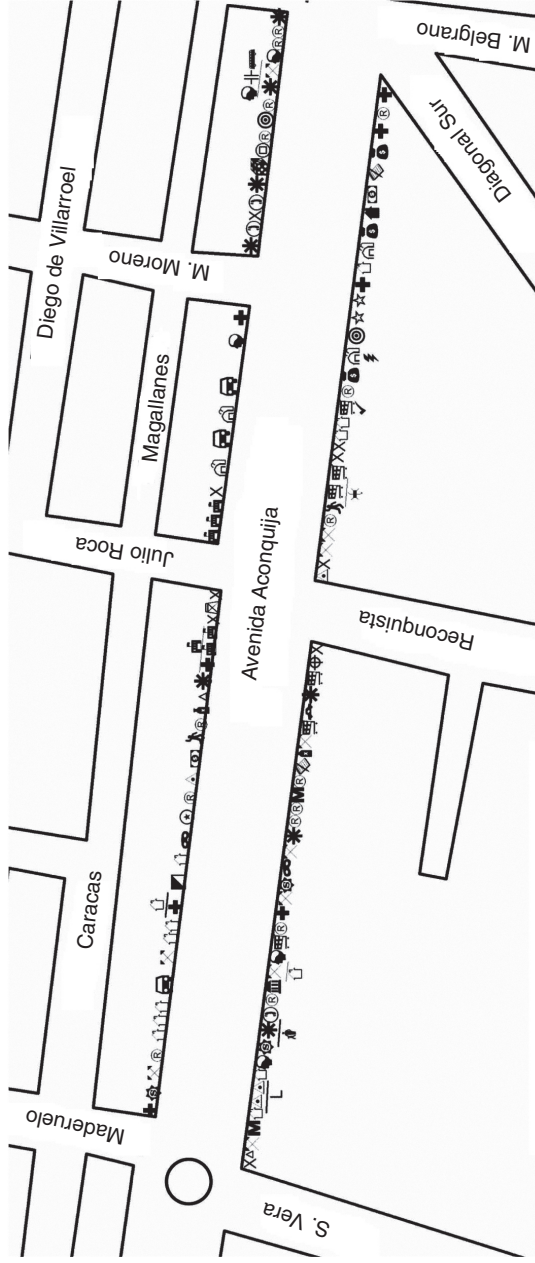 M. Belgrano
Diagonal Sur
Diego de Villarroel
M. Moreno
Magallanes
Julio Roca
Avenida Aconquija
Reconquista
Caracas
Maderuelo
S. Vera